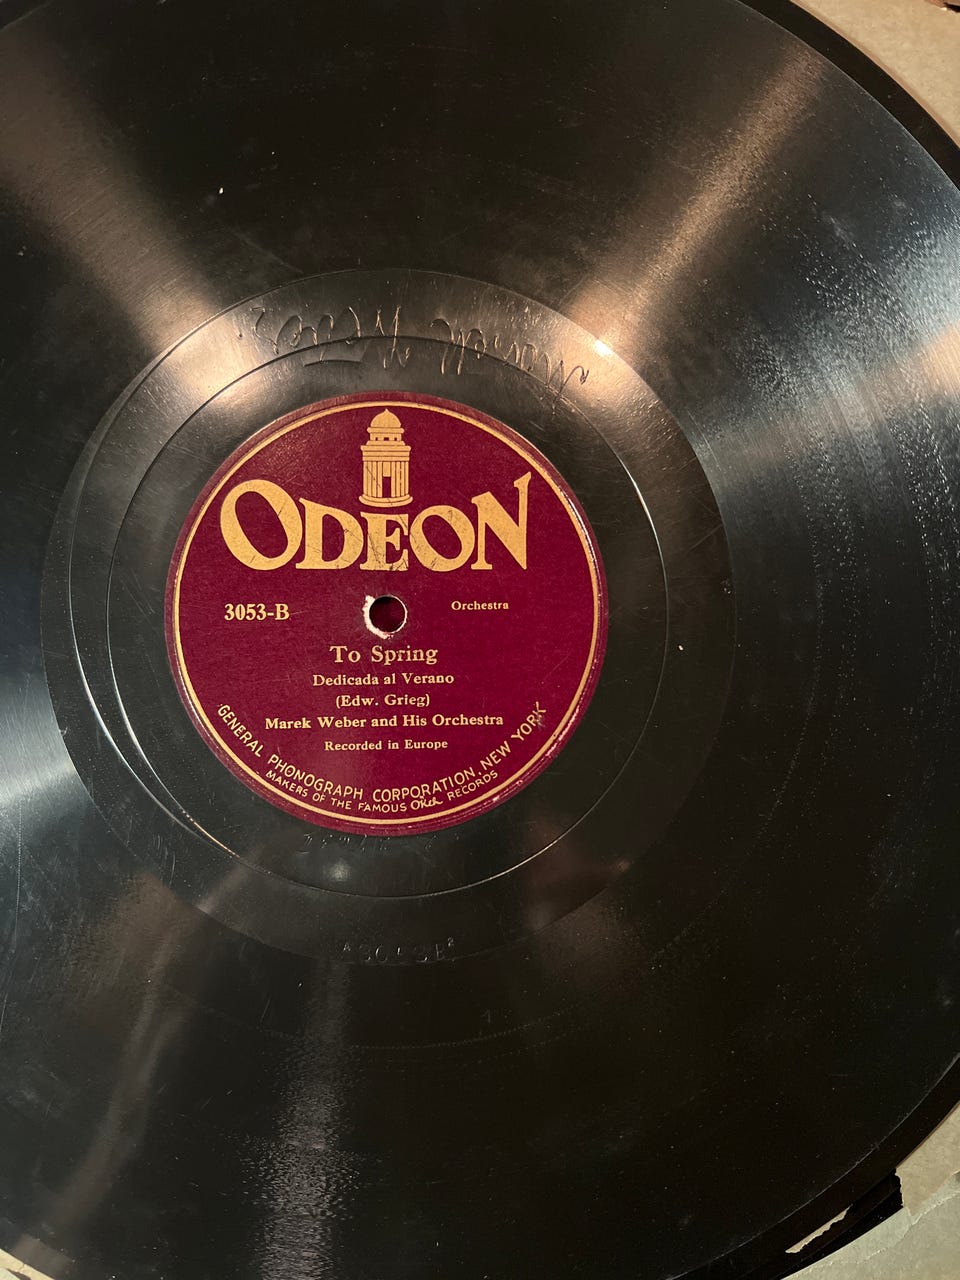 ODEON
3053-B
Orchestra
To Spring
Dedicada al Verano
(Edw. Grieg)
Marek Weber and His Orchestra
Recorded in Europe
GENERAL PHONOGRAPH CORPORATION, NEW YORK
MAKERS OF THE FAMOUS OKeh RECORDS